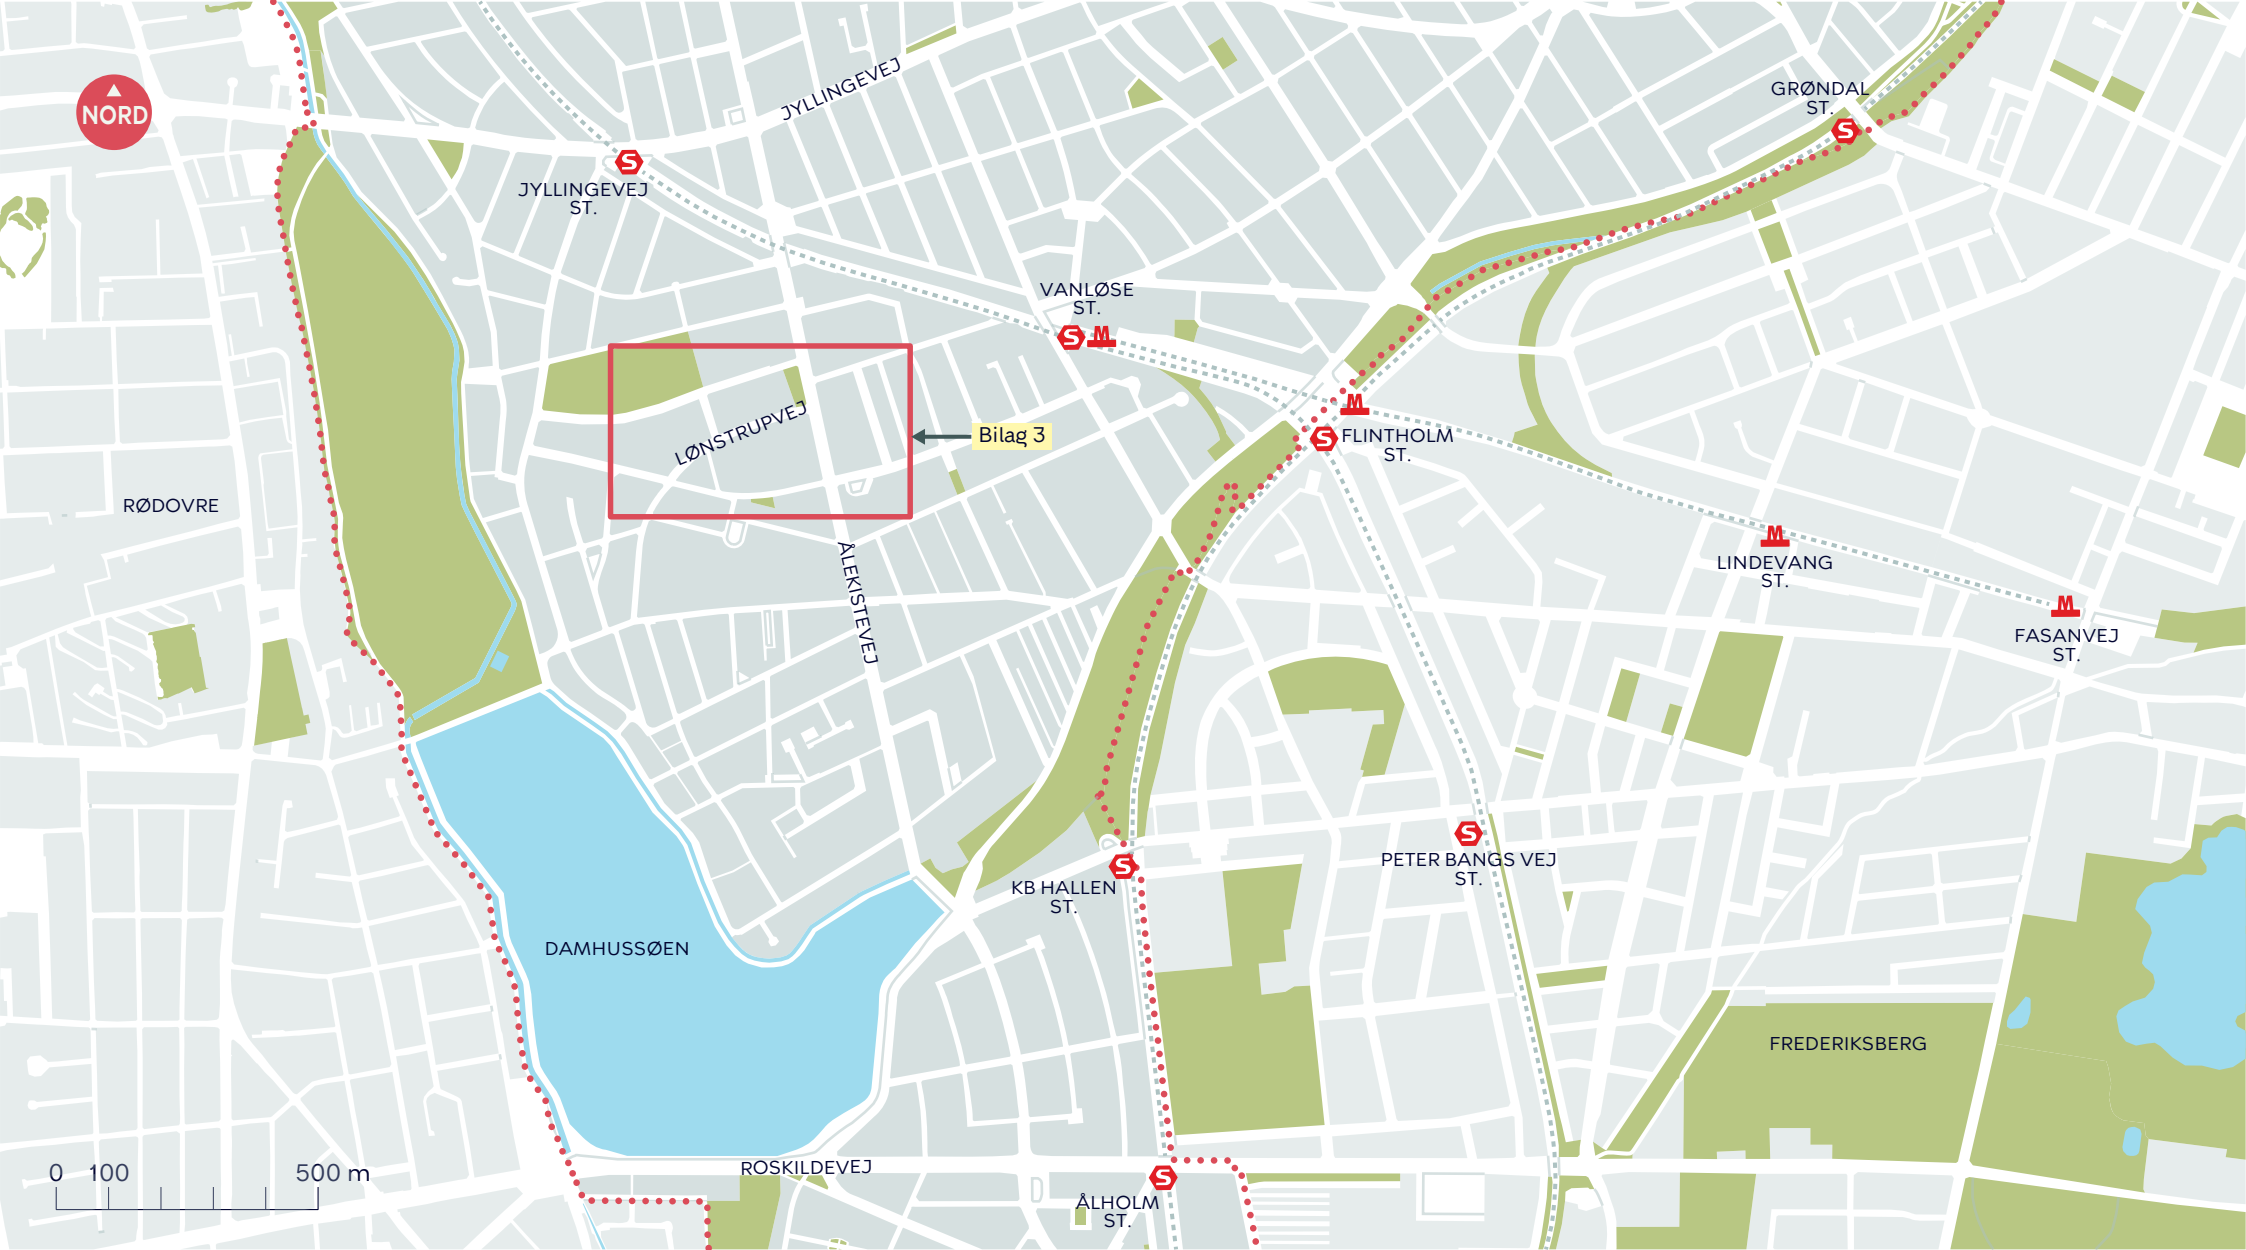 NORD
JYLLINGEVEJ
GRØNDAL
ST.
S
S
JYLLINGEVEJ
ST.
VANLØSE
ST.
S M
M
LØNSTRUPVEJ
Bilag 3
S
FLINTHOLM
ST.
RØDOVRE
M
LINDEVANG
ST.
ÅLEKISTEVEJ
M
FASANVEJ
ST.
S
PETER BANGS VEJ
ST.
S
KB HALLEN
ST.
DAMHUSSØEN
FREDERIKSBERG
0 100 500 m
ROSKILDEVEJ
S
ÅLHOLM
ST.